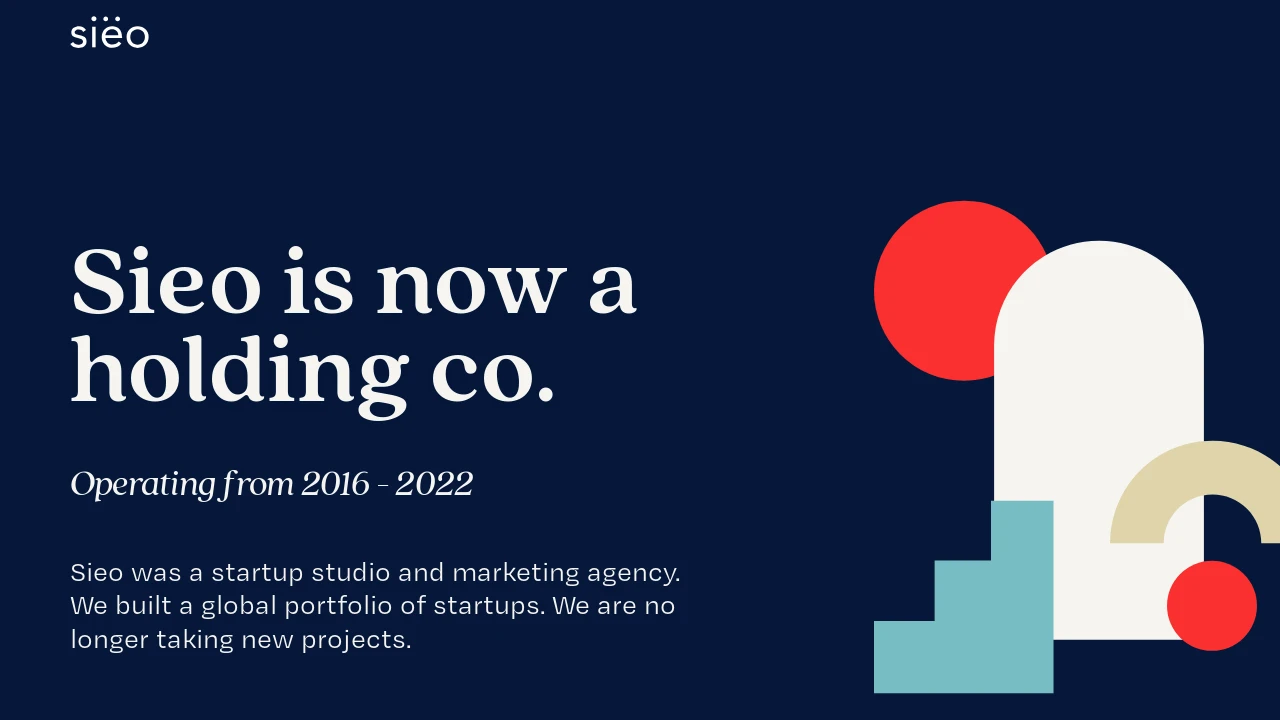 sïëo
Sieo is now a
holding co.
Operating from 2016 - 2022
Sieo was a startup studio and marketing agency.
We built a global portfolio of startups. We are no
longer taking new projects.